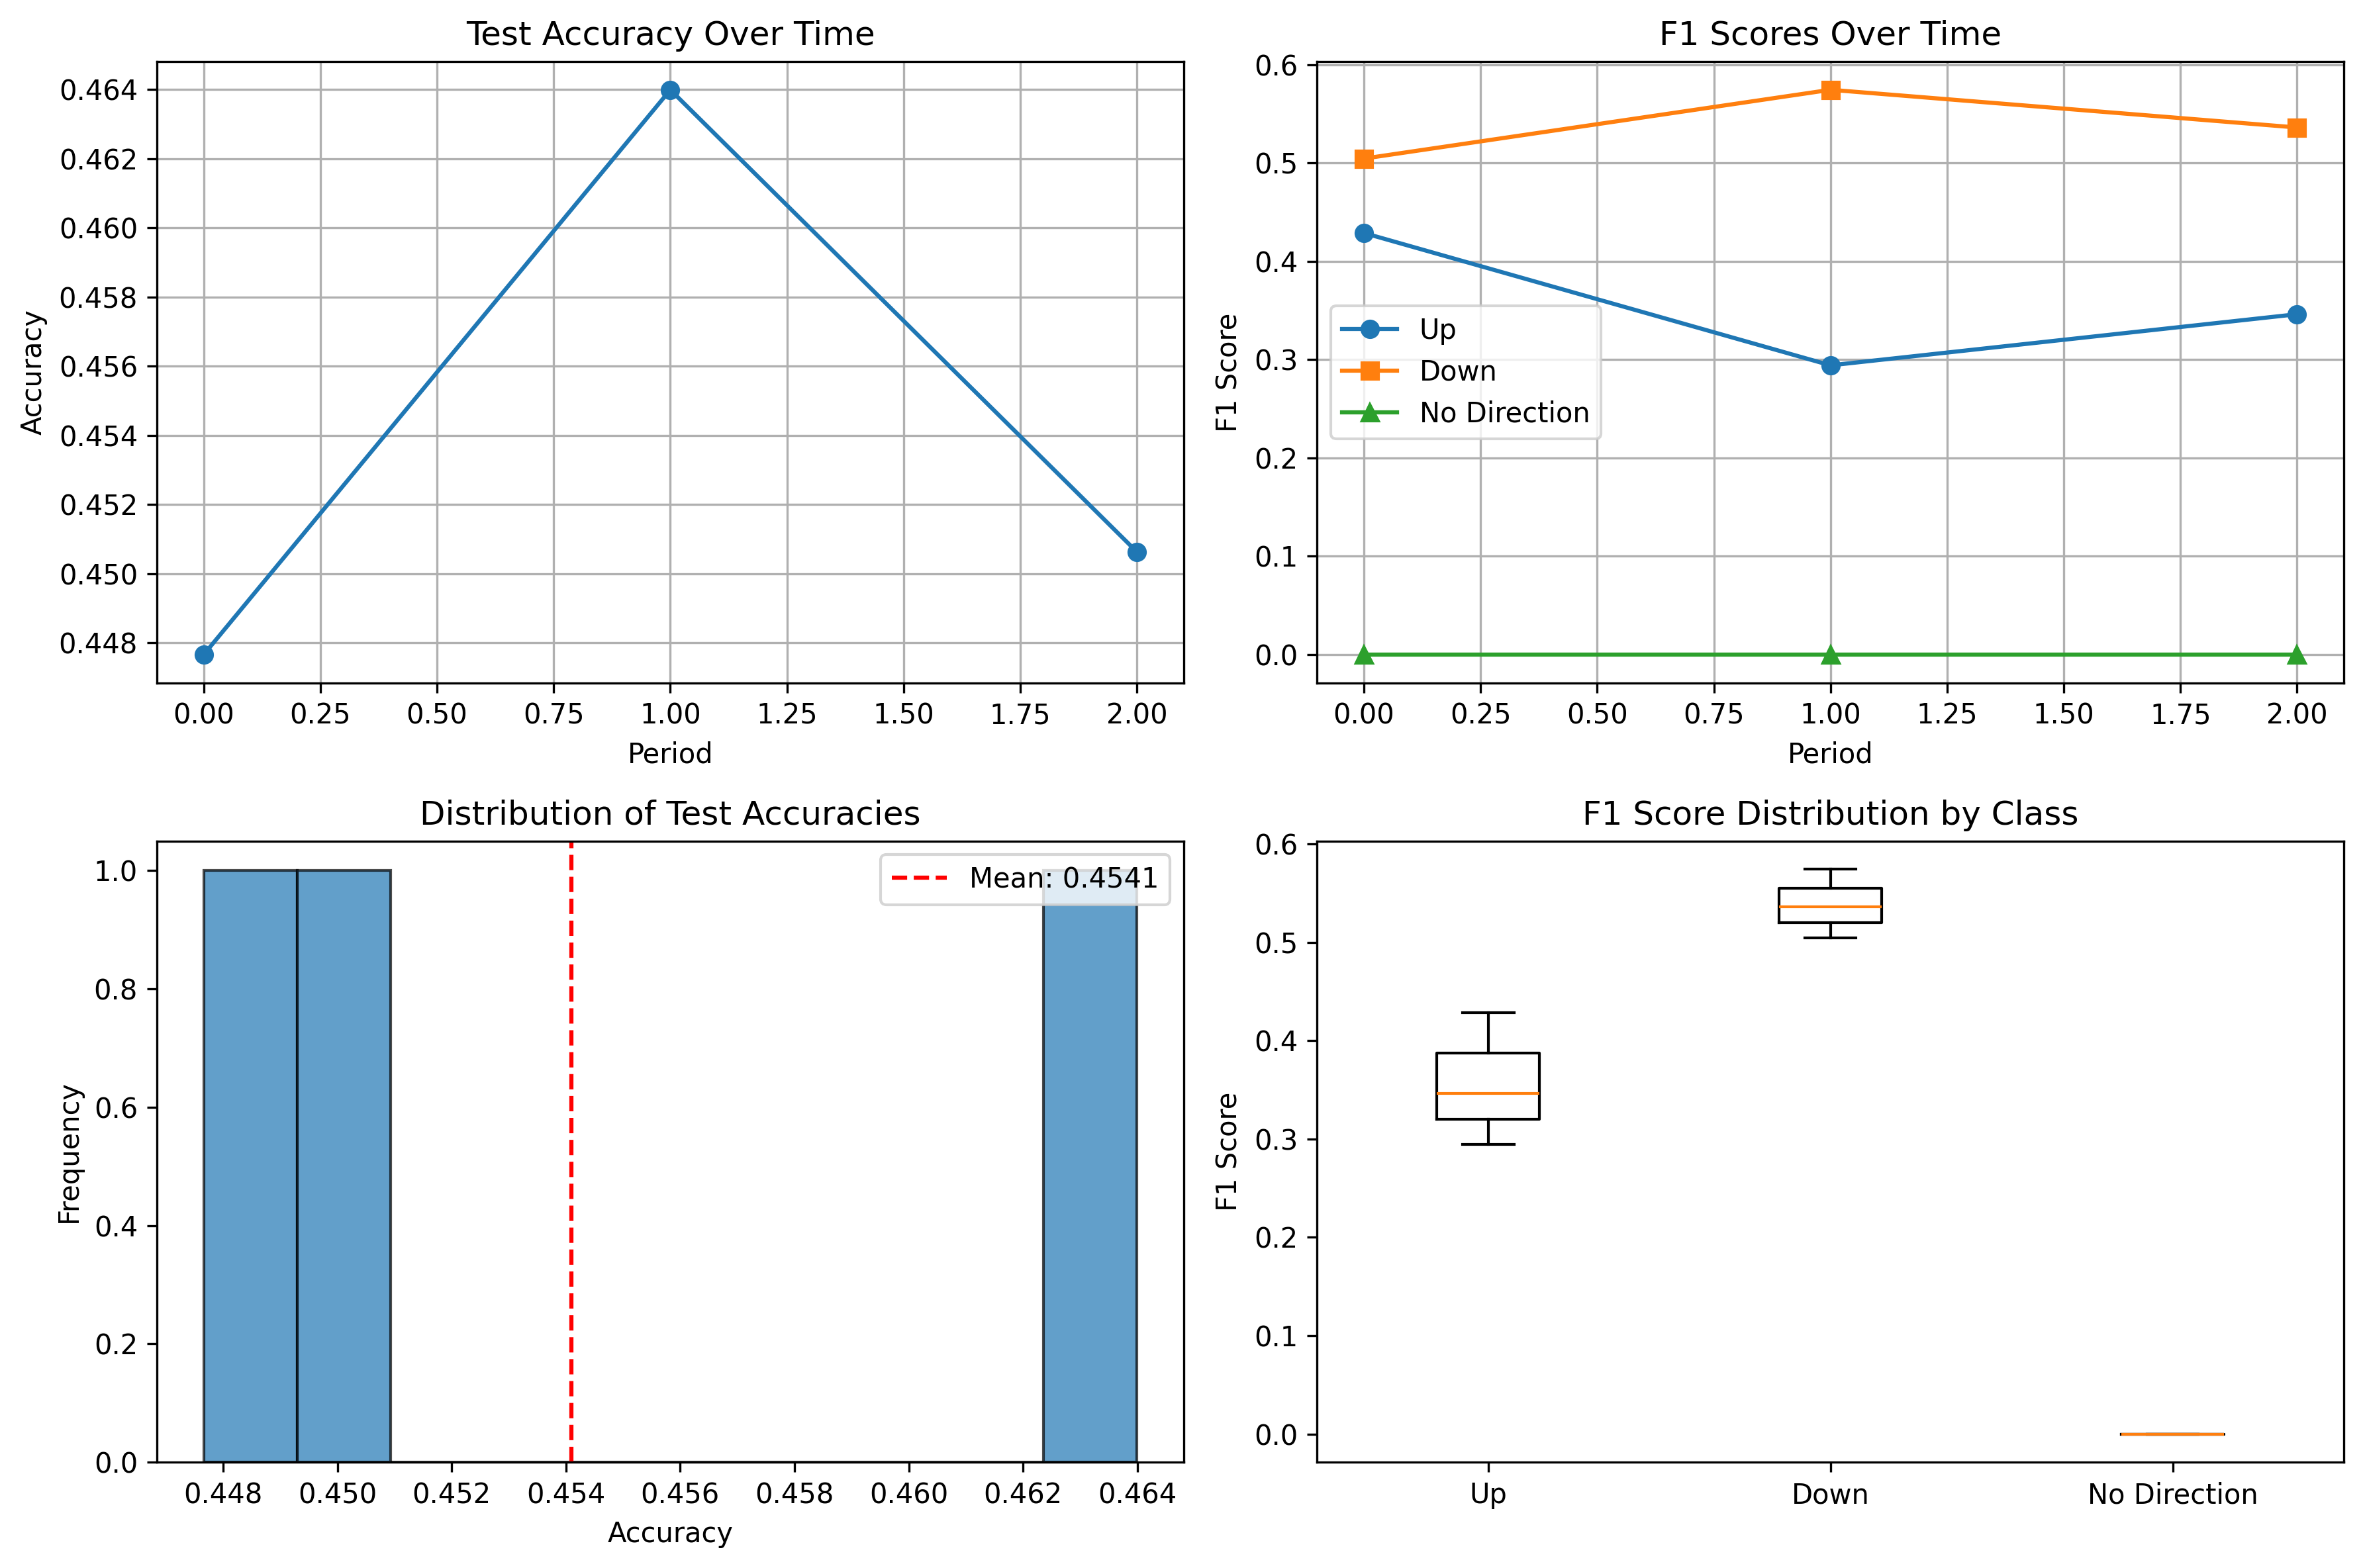 Test Accuracy Over Time
Accuracy
0.464
0.462
0.460
0.458
0.456
0.454
0.452
0.450
0.448
0.00 0.25 0.50 0.75 1.00 1.25 1.50 1.75 2.00
Period
F1 Scores Over Time
F1 Score
0.6
0.5
0.4
0.3
0.2
0.1
0.0
Up
Down
No Direction
0.00 0.25 0.50 0.75 1.00 1.25 1.50 1.75 2.00
Period
Distribution of Test Accuracies
Frequency
1.0
0.8
0.6
0.4
0.2
0.0
Mean: 0.4541
0.448 0.450 0.452 0.454 0.456 0.458 0.460 0.462 0.464
Accuracy
F1 Score Distribution by Class
F1 Score
0.6
0.5
0.4
0.3
0.2
0.1
0.0
Up Down No Direction